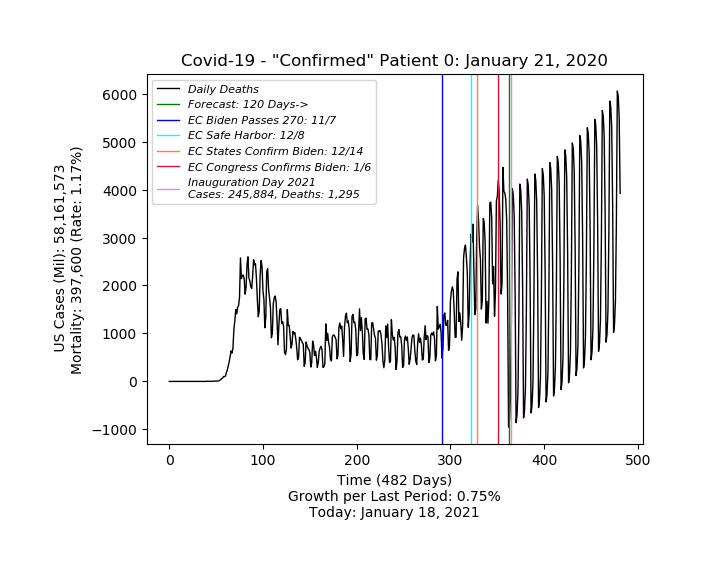 Covid-19 - "Confirmed" Patient 0: January 21, 2020
Daily Deaths
Forecast: 120 Days->
EC Biden Passes 270: 11/7
EC Safe Harbor: 12/8
EC States Confirm Biden: 12/14
EC Congress Confirms Biden: 1/6
Inauguration Day 2021
Cases: 245,884, Deaths: 1,295
US Cases (Mil): 58,161,573
Mortality: 397,600 (Rate: 1.17%)
6000
5000
4000
3000
2000
1000
0
−1000
0
100
200
300
400
500
Time (482 Days)
Growth per Last Period: 0.75%
Today: January 18, 2021